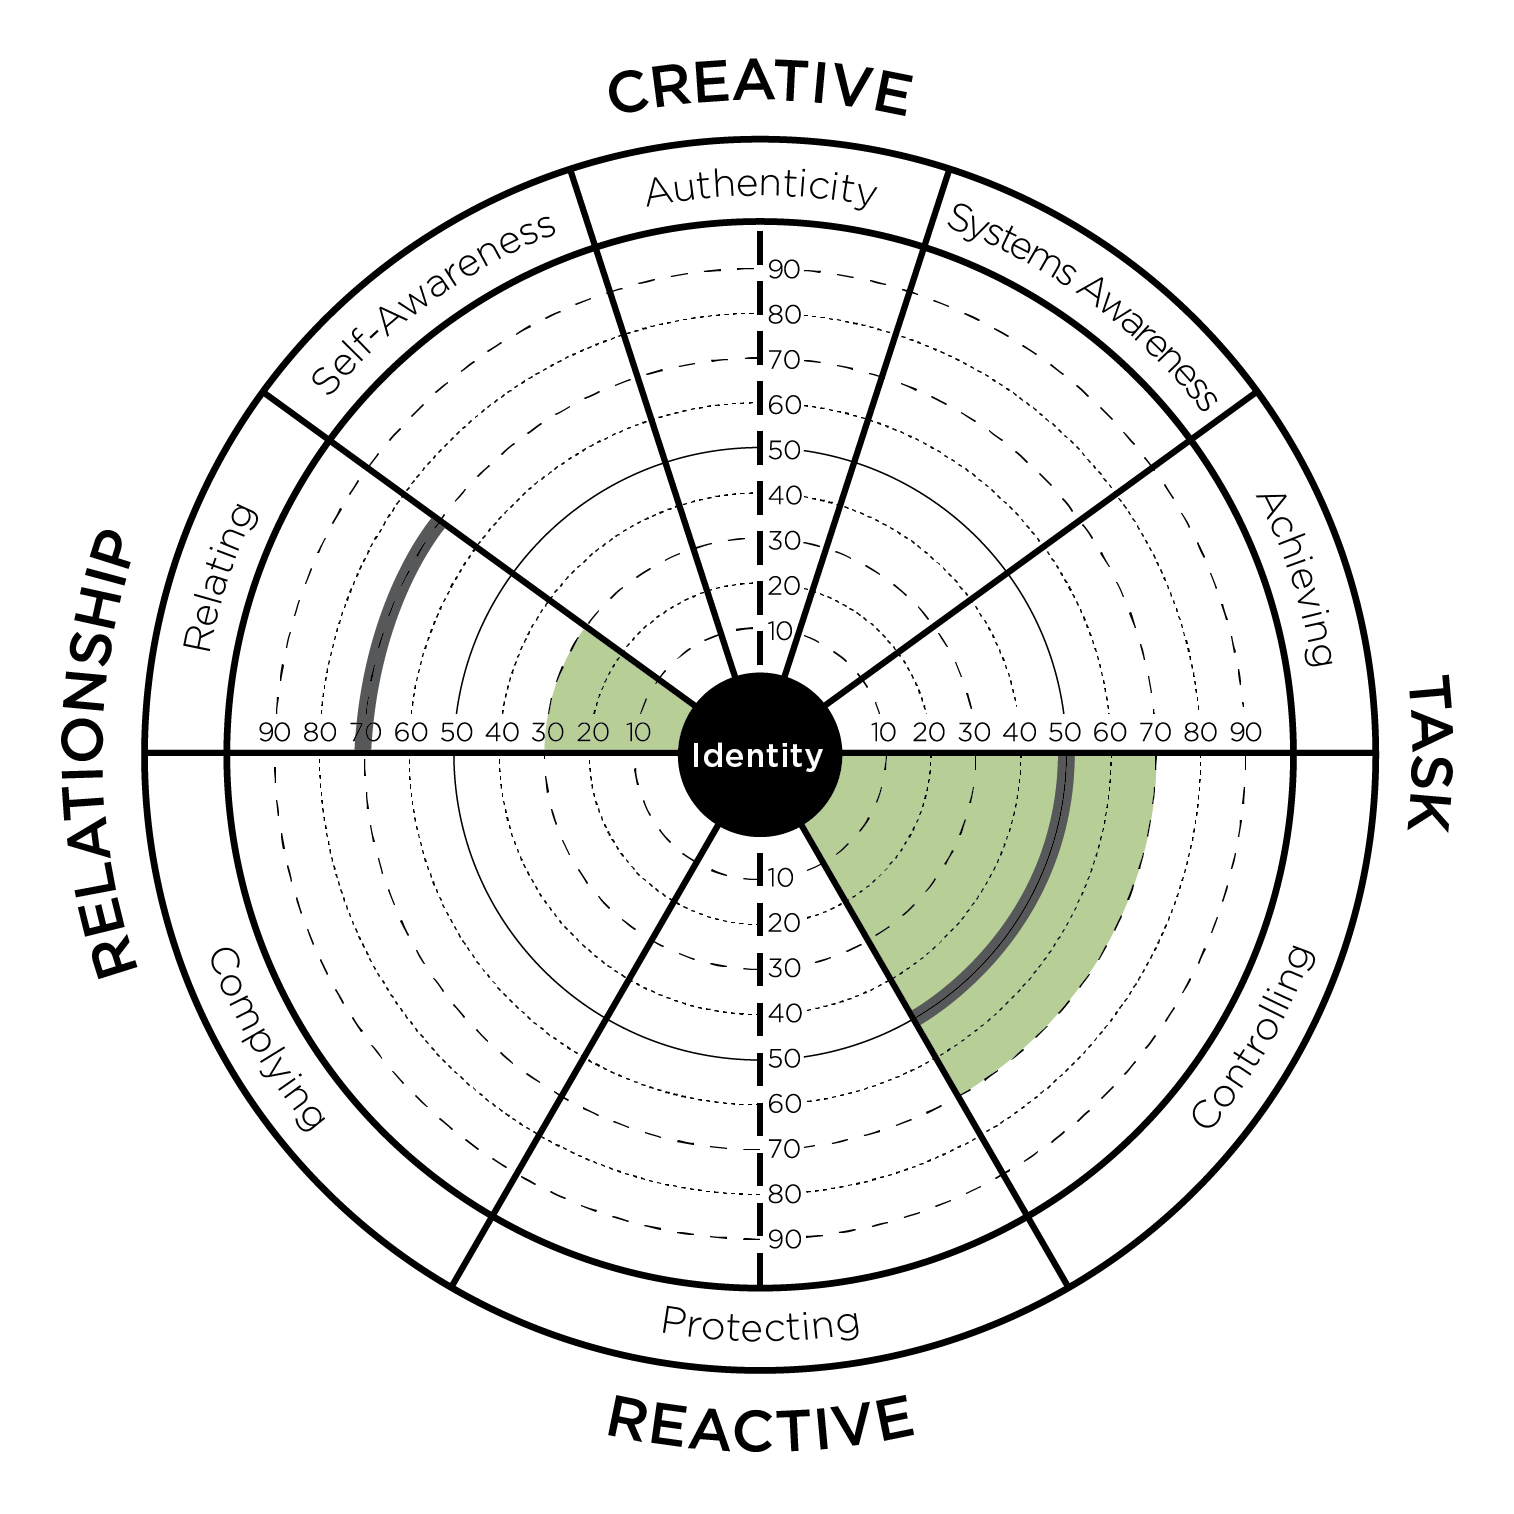 CREATIVE
Authenticity
Self-Awareness
Systems Awareness
Relating
Achieving
RELATIONSHIP
TASK
90
80
70
60
50
40
30
20
10
90 80 70 60 50 40 30 20 10
10 20 30 40 50 60 70 80 90
Identity
10
20
30
40
50
60
70
80
90
Complying
Controlling
Protecting
REACTIVE